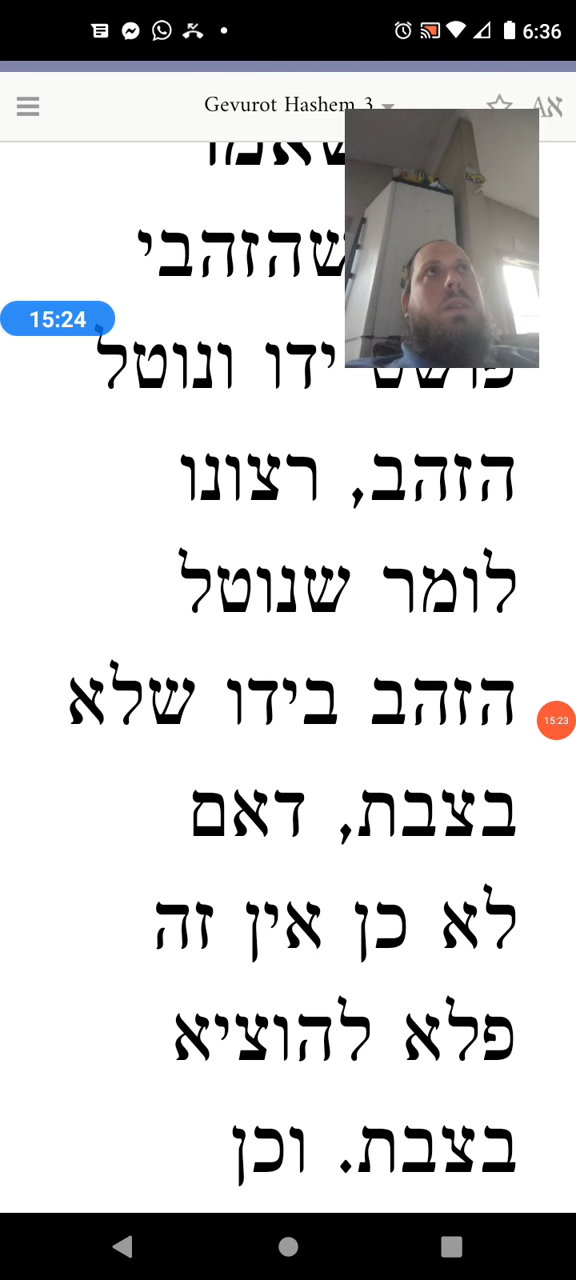 6:36
Gevurot Hashem 3
שהזהבי
15:24
ידו ונוטל
הזהב, רצונו
לומר שנוטל
הזהב בידו שלא
15:23
בצבת, דאם
לא כן אין זה
פלא להוציא
בצבת. וכן